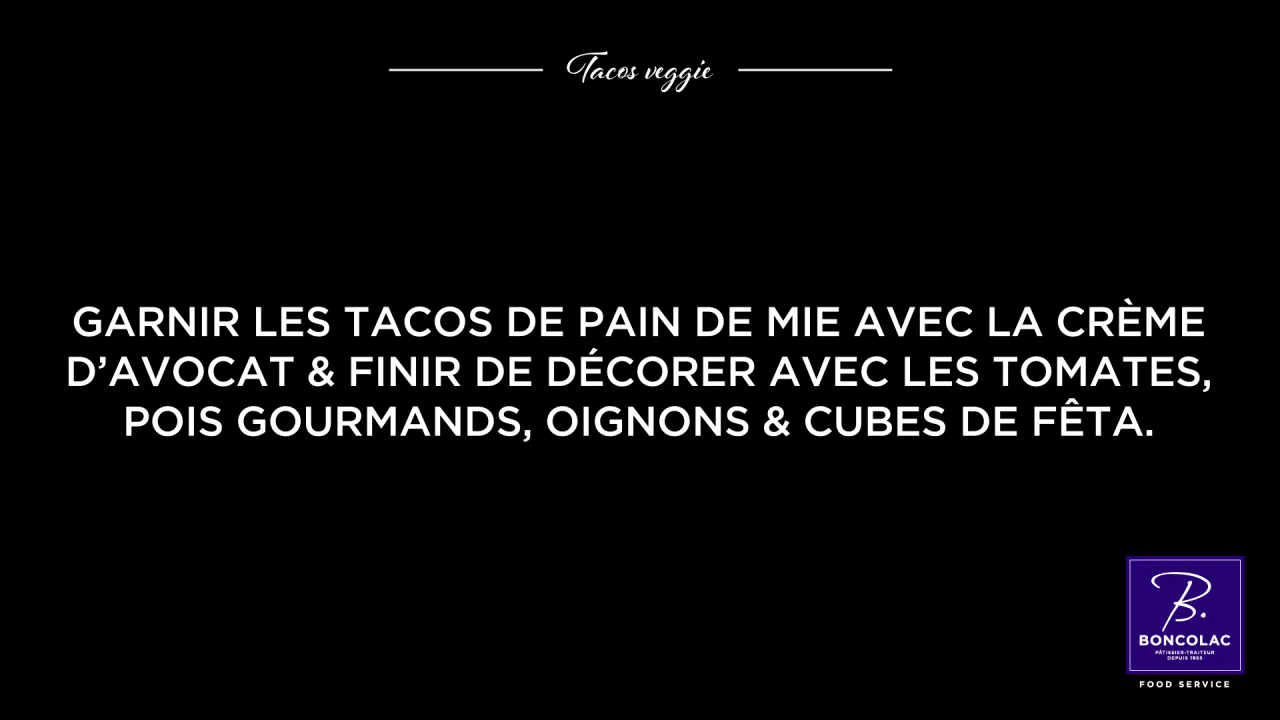 Tacos veggie
GARNIR LES TACOS DE PAIN DE MIE AVEC LA CRÈME
D’AVOCAT & FINIR DE DÉCORER AVEC LES TOMATES,
POIS GOURMANDS, OIGNONS & CUBES DE FÊTA.
B.
BONCOLAC
PÂTISSIER-TRAITEUR
DEPUIS 1955
FOOD SERVICE